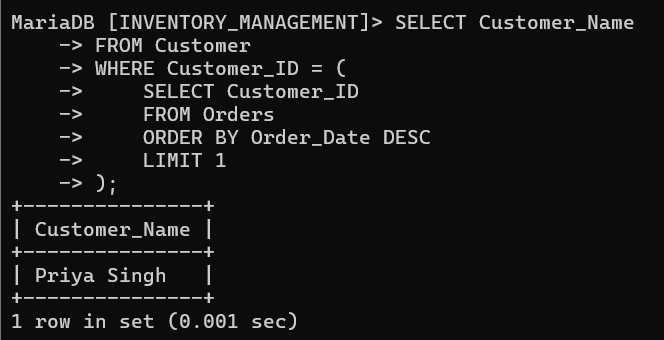 MariaDB [INVENTORY_MANAGEMENT]> SELECT Customer_Name
    -> FROM Customer
    -> WHERE Customer_ID = (
    ->     SELECT Customer_ID
    ->     FROM Orders
    ->     ORDER BY Order_Date DESC
    ->     LIMIT 1
    -> );
+---------------+
| Customer_Name |
+---------------+
| Priya Singh   |
+---------------+
1 row in set (0.001 sec)